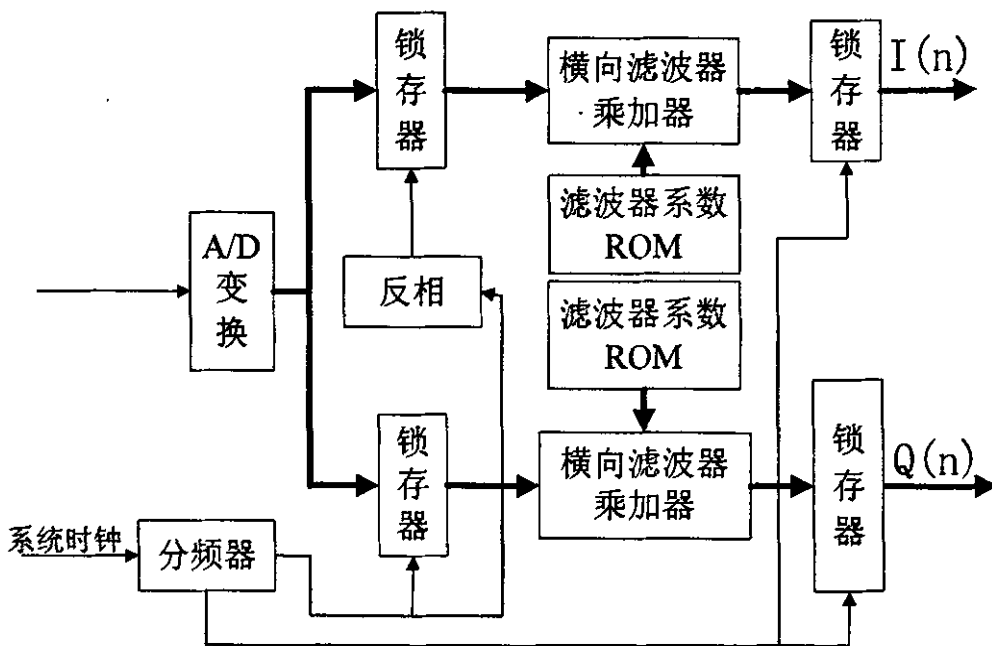 锁存器
横向滤波器
乘加器
锁存器
I(n)
滤波器系数
ROM
A/D
变换
反相
滤波器系数
ROM
锁存器
横向滤波器
乘加器
锁存器
Q(n)
系统时钟
分频器